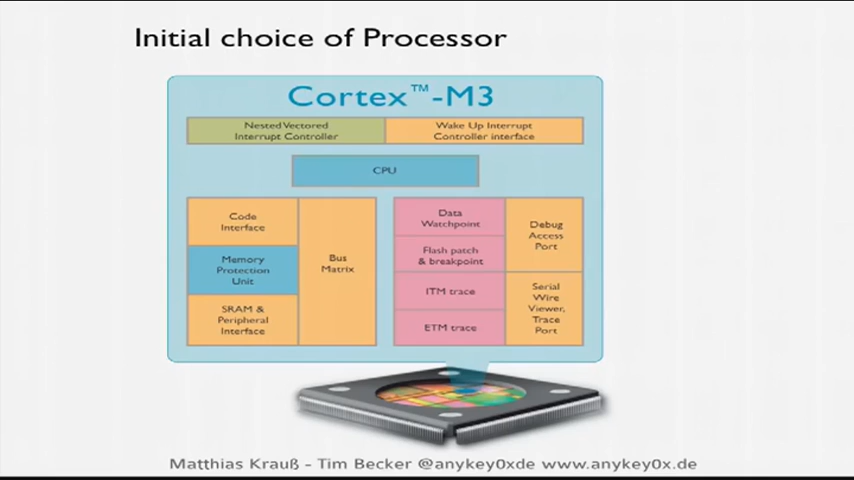 Initial choice of Processor
Cortex™-M3
Nested Vectored
Interrupt Controller
Wake Up Interrupt
Controller interface
CPU
Code
Interface
Memory
Protection
Unit
SRAM &
Peripheral
Interface
Bus
Matrix
Data
Watchpoint
Flash patch
& breakpoint
ITM trace
ETM trace
Debug
Access
Port
Serial
Wire
Viewer,
Trace
Port
Matthias Krauß - Tim Becker @anykey0xde www.anykey0x.de